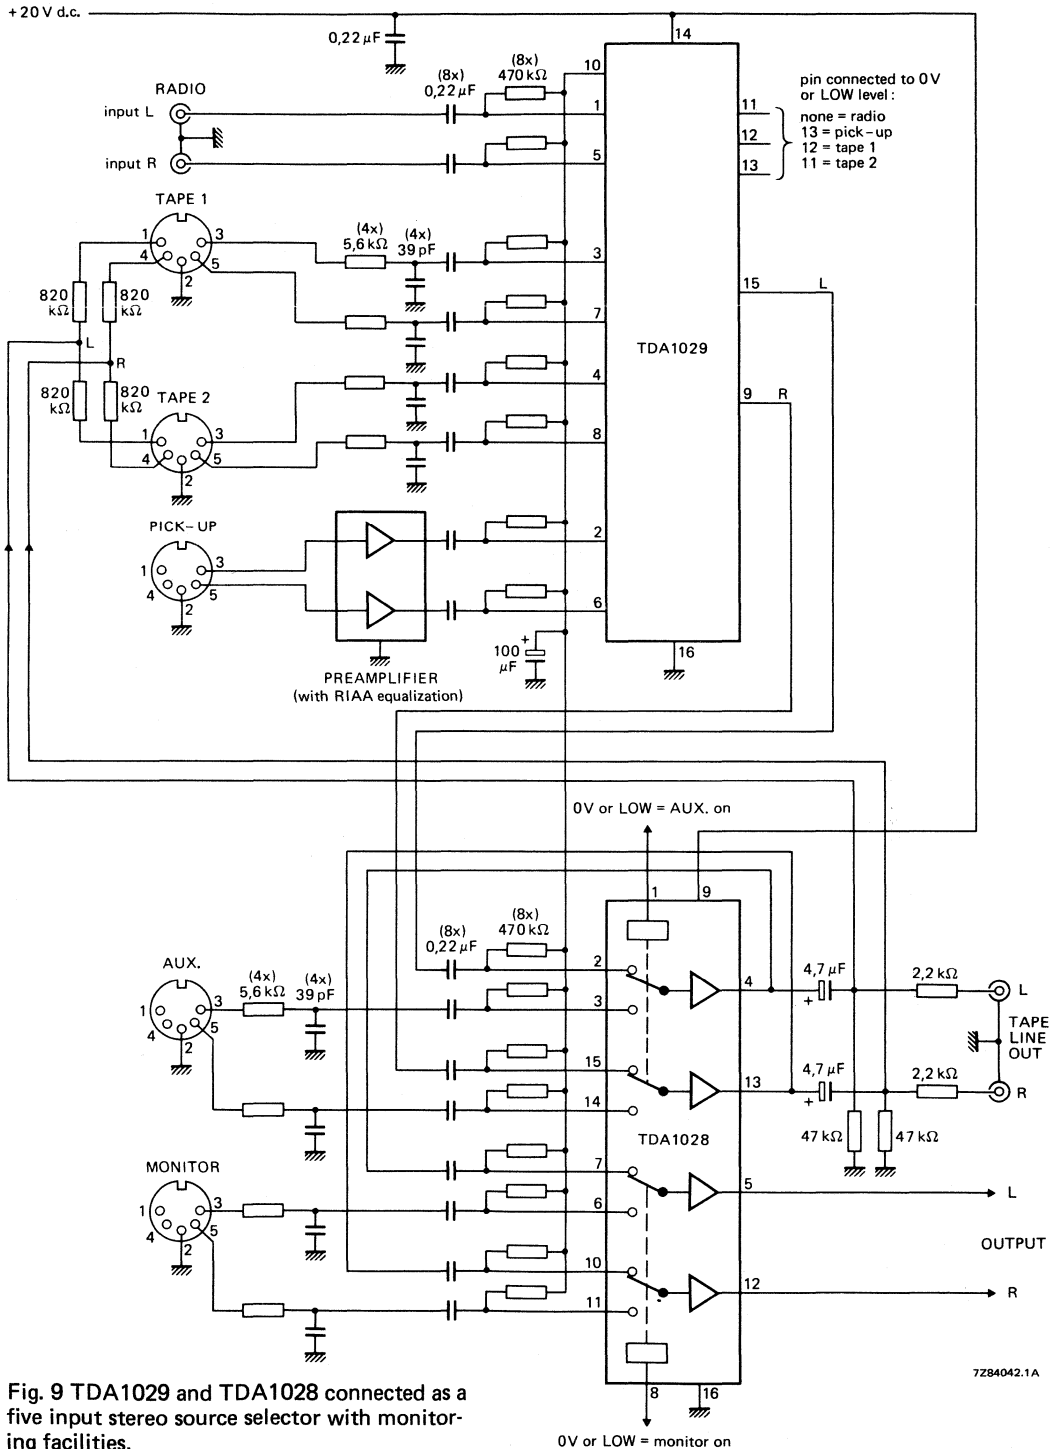 +20V d.c.
0,22 µF
14
(8x)
470 kΩ
(8x)
0,22 µF
10
RADIO
input L
1
input R
5
pin connected to 0V
or LOW level:
11
none = radio
12
13 = pick-up
12 = tape 1
13
11 = tape 2
TAPE 1
1
3
4
5
2
(4x)
5,6 kΩ
(4x)
39 pF
3
820
kΩ
820
kΩ
15
L
7
L
TDA1029
R
4
820
kΩ
820
kΩ
TAPE 2
9
R
1
3
4
5
2
8
PICK-UP
1
3
4
5
2
2
6
+
100
µF
16
PREAMPLIFIER
(with RIAA equalization)
0V or LOW = AUX. on
1
9
(8x)
470 kΩ
(8x)
0,22 µF
AUX.
(4x)
5,6 kΩ
(4x)
39 pF
1
3
4
5
2
2
3
4
4,7 µF
+
2,2 kΩ
L
TAPE
LINE
OUT
15
13
4,7 µF
+
2,2 kΩ
R
14
TDA1028
47 kΩ
47 kΩ
MONITOR
1
3
4
5
2
7
5
L
6
OUTPUT
10
12
R
11
8
16
7Z84042.1A
Fig. 9 TDA1029 and TDA1028 connected as a
five input stereo source selector with monitor-
ing facilities.
0V or LOW = monitor on